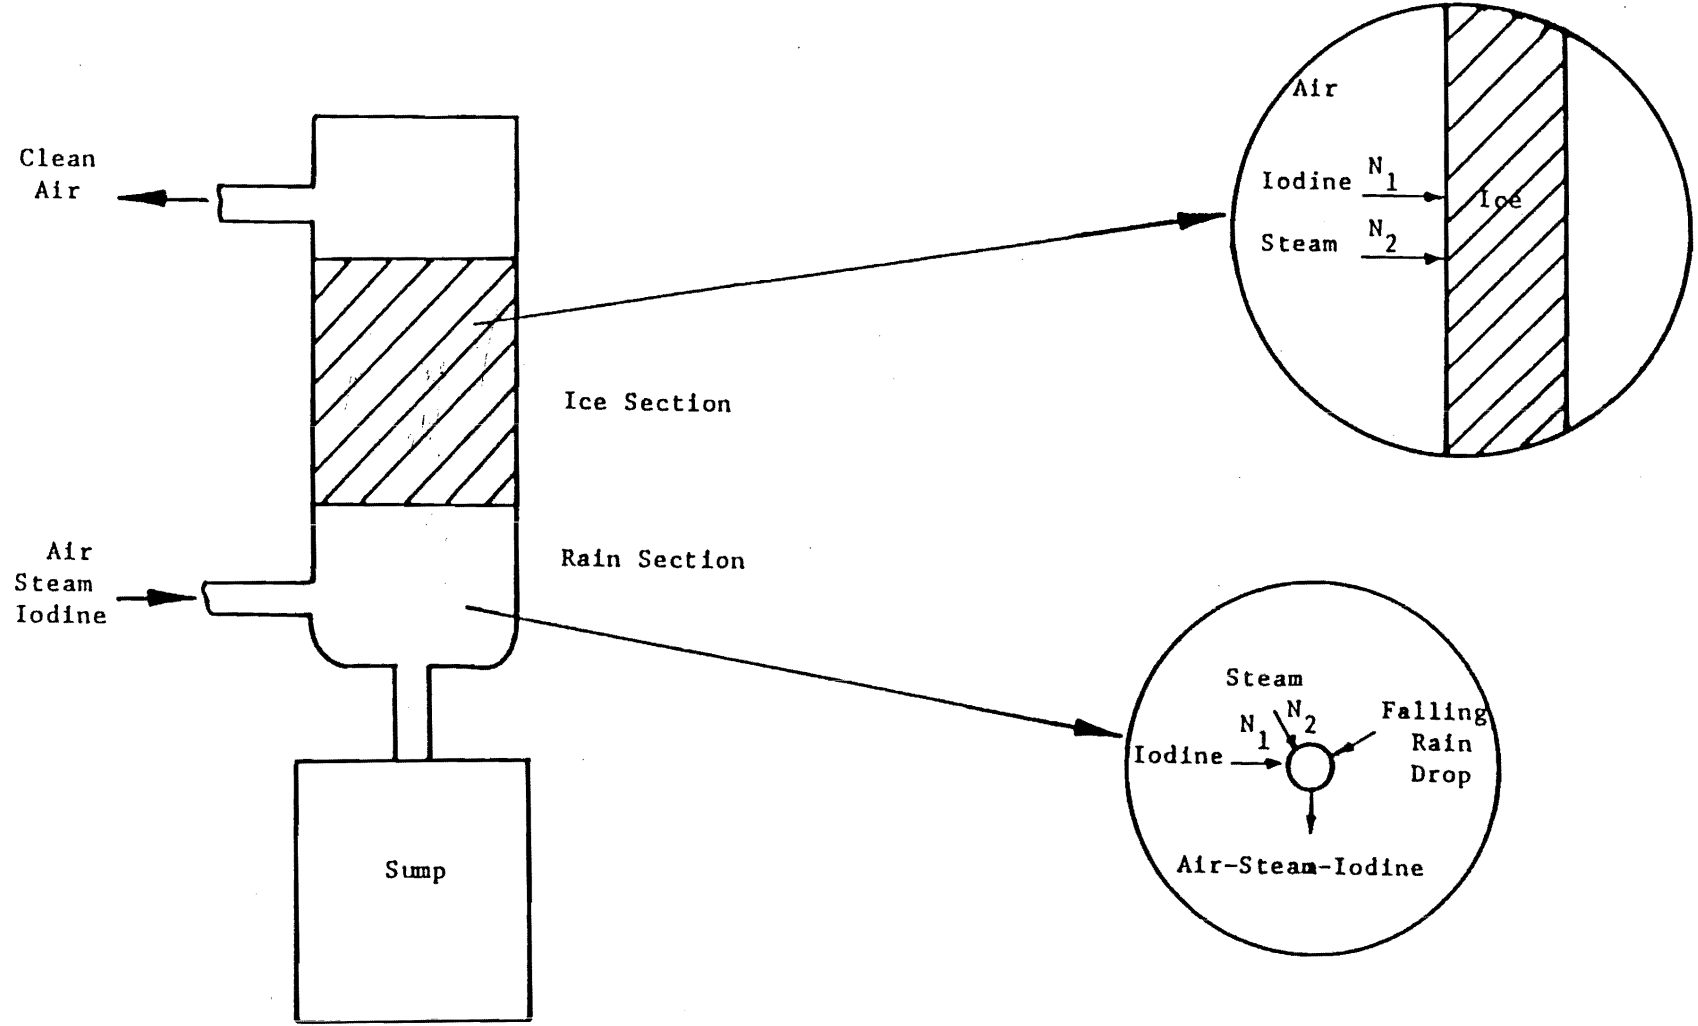 Clean
Air
Air
Steam
Iodine
Ice Section
Rain Section
Sump
Air
Iodine
N1
Ice
Steam
N2
Steam
N2
N1
Iodine
Falling
Rain
Drop
Air-Steam-Iodine